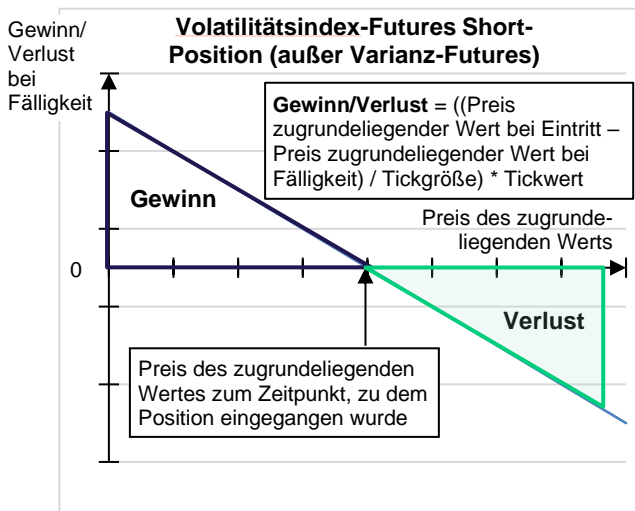 Gewinn/
Verlust
bei
Fälligkeit
Volatilitätsindex-Futures Short-
Position (außer Varianz-Futures)
Gewinn/Verlust = ((Preis
zugrundeliegender Wert bei Eintritt –
Preis zugrundeliegender Wert bei
Fälligkeit) / Tickgröße) * Tickwert
Gewinn
Preis des zugrunde-
liegenden Werts
0
Verlust
Preis des zugrundeliegenden
Wertes zum Zeitpunkt, zu dem
Position eingegangen wurde